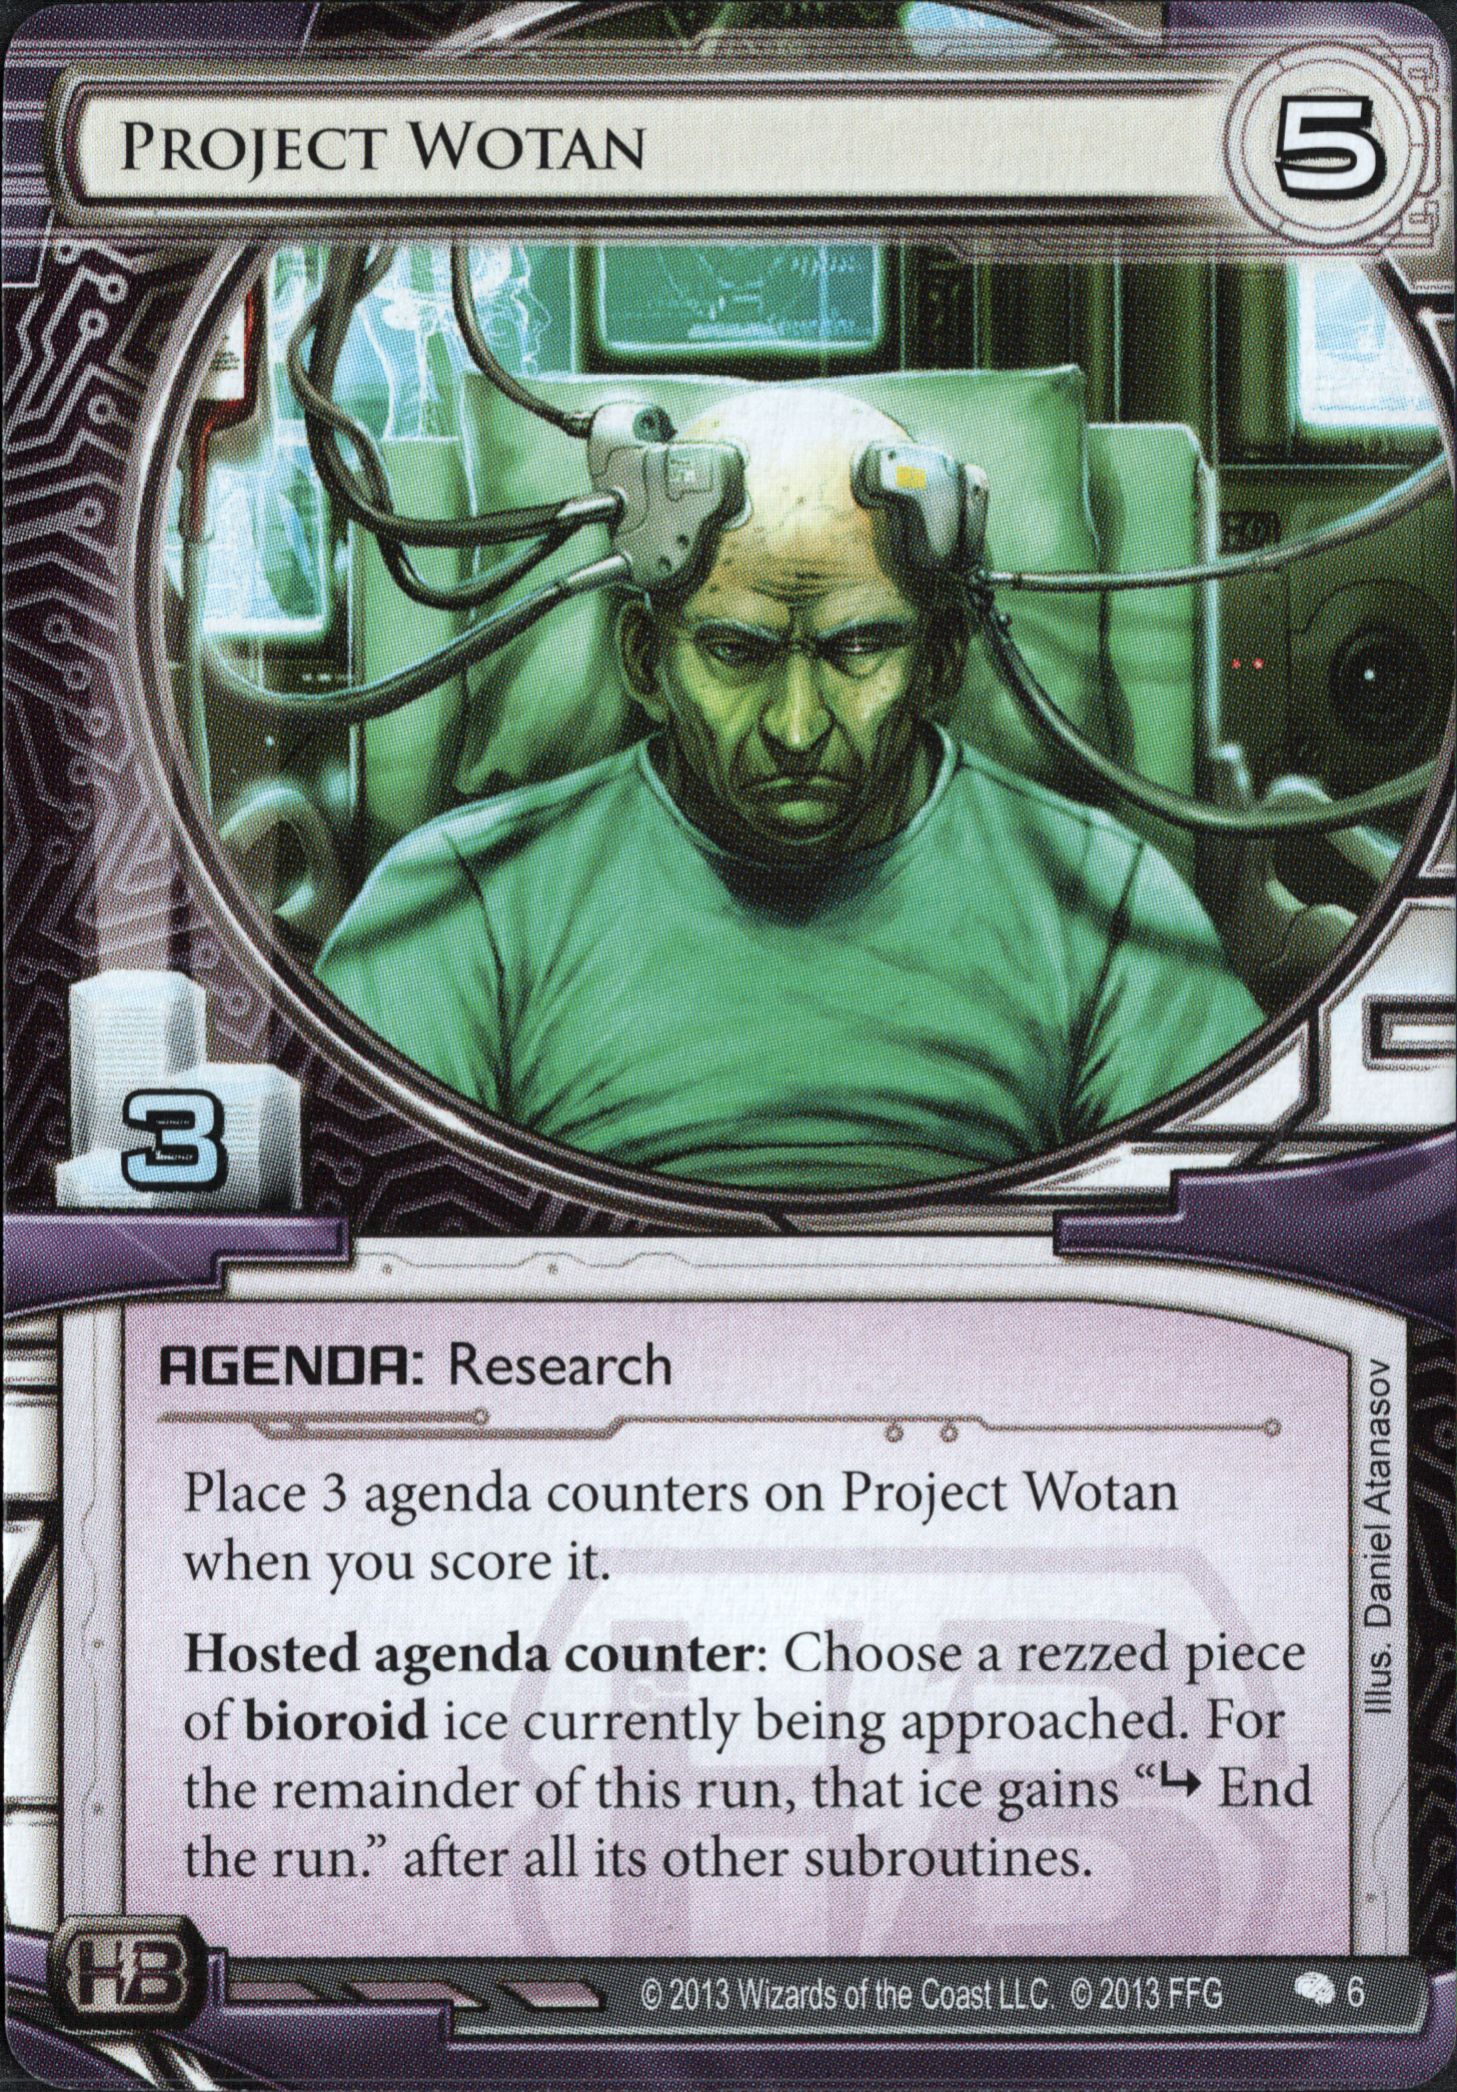 PROJECT WOTAN
5
3
AGENDA: Research
Place 3 agenda counters on Project Wotan
when you score it.
Hosted agenda counter: Choose a rezzed piece
of bioroid ice currently being approached. For
the remainder of this run, that ice gains “↳ End
the run.” after all its other subroutines.
Illus. Daniel Atanasov
HB
© 2013 Wizards of the Coast LLC. © 2013 FFG
6